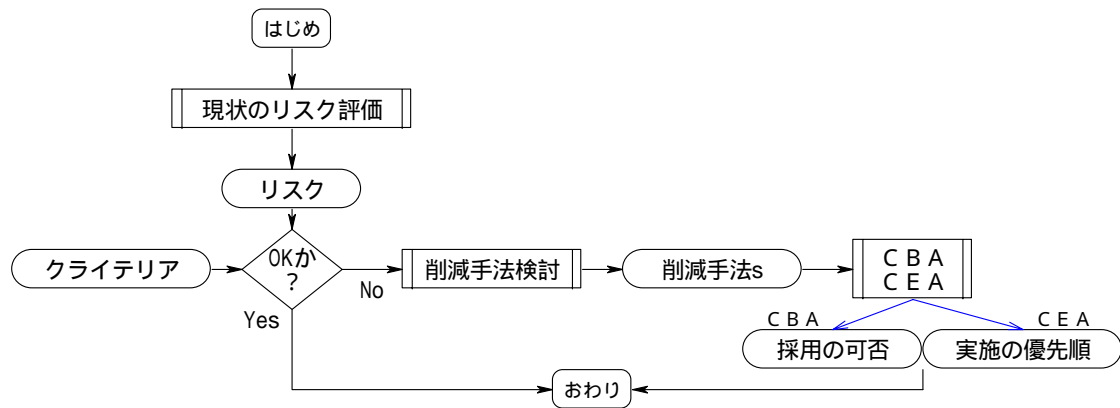 はじめ
現状のリスク評価
リスク
クライテリア
OKか
?
No
Yes
削減手法検討
削減手法s
ＣＢＡ
ＣＥＡ
ＣＢＡ
ＣＥＡ
採用の可否
実施の優先順
おわり